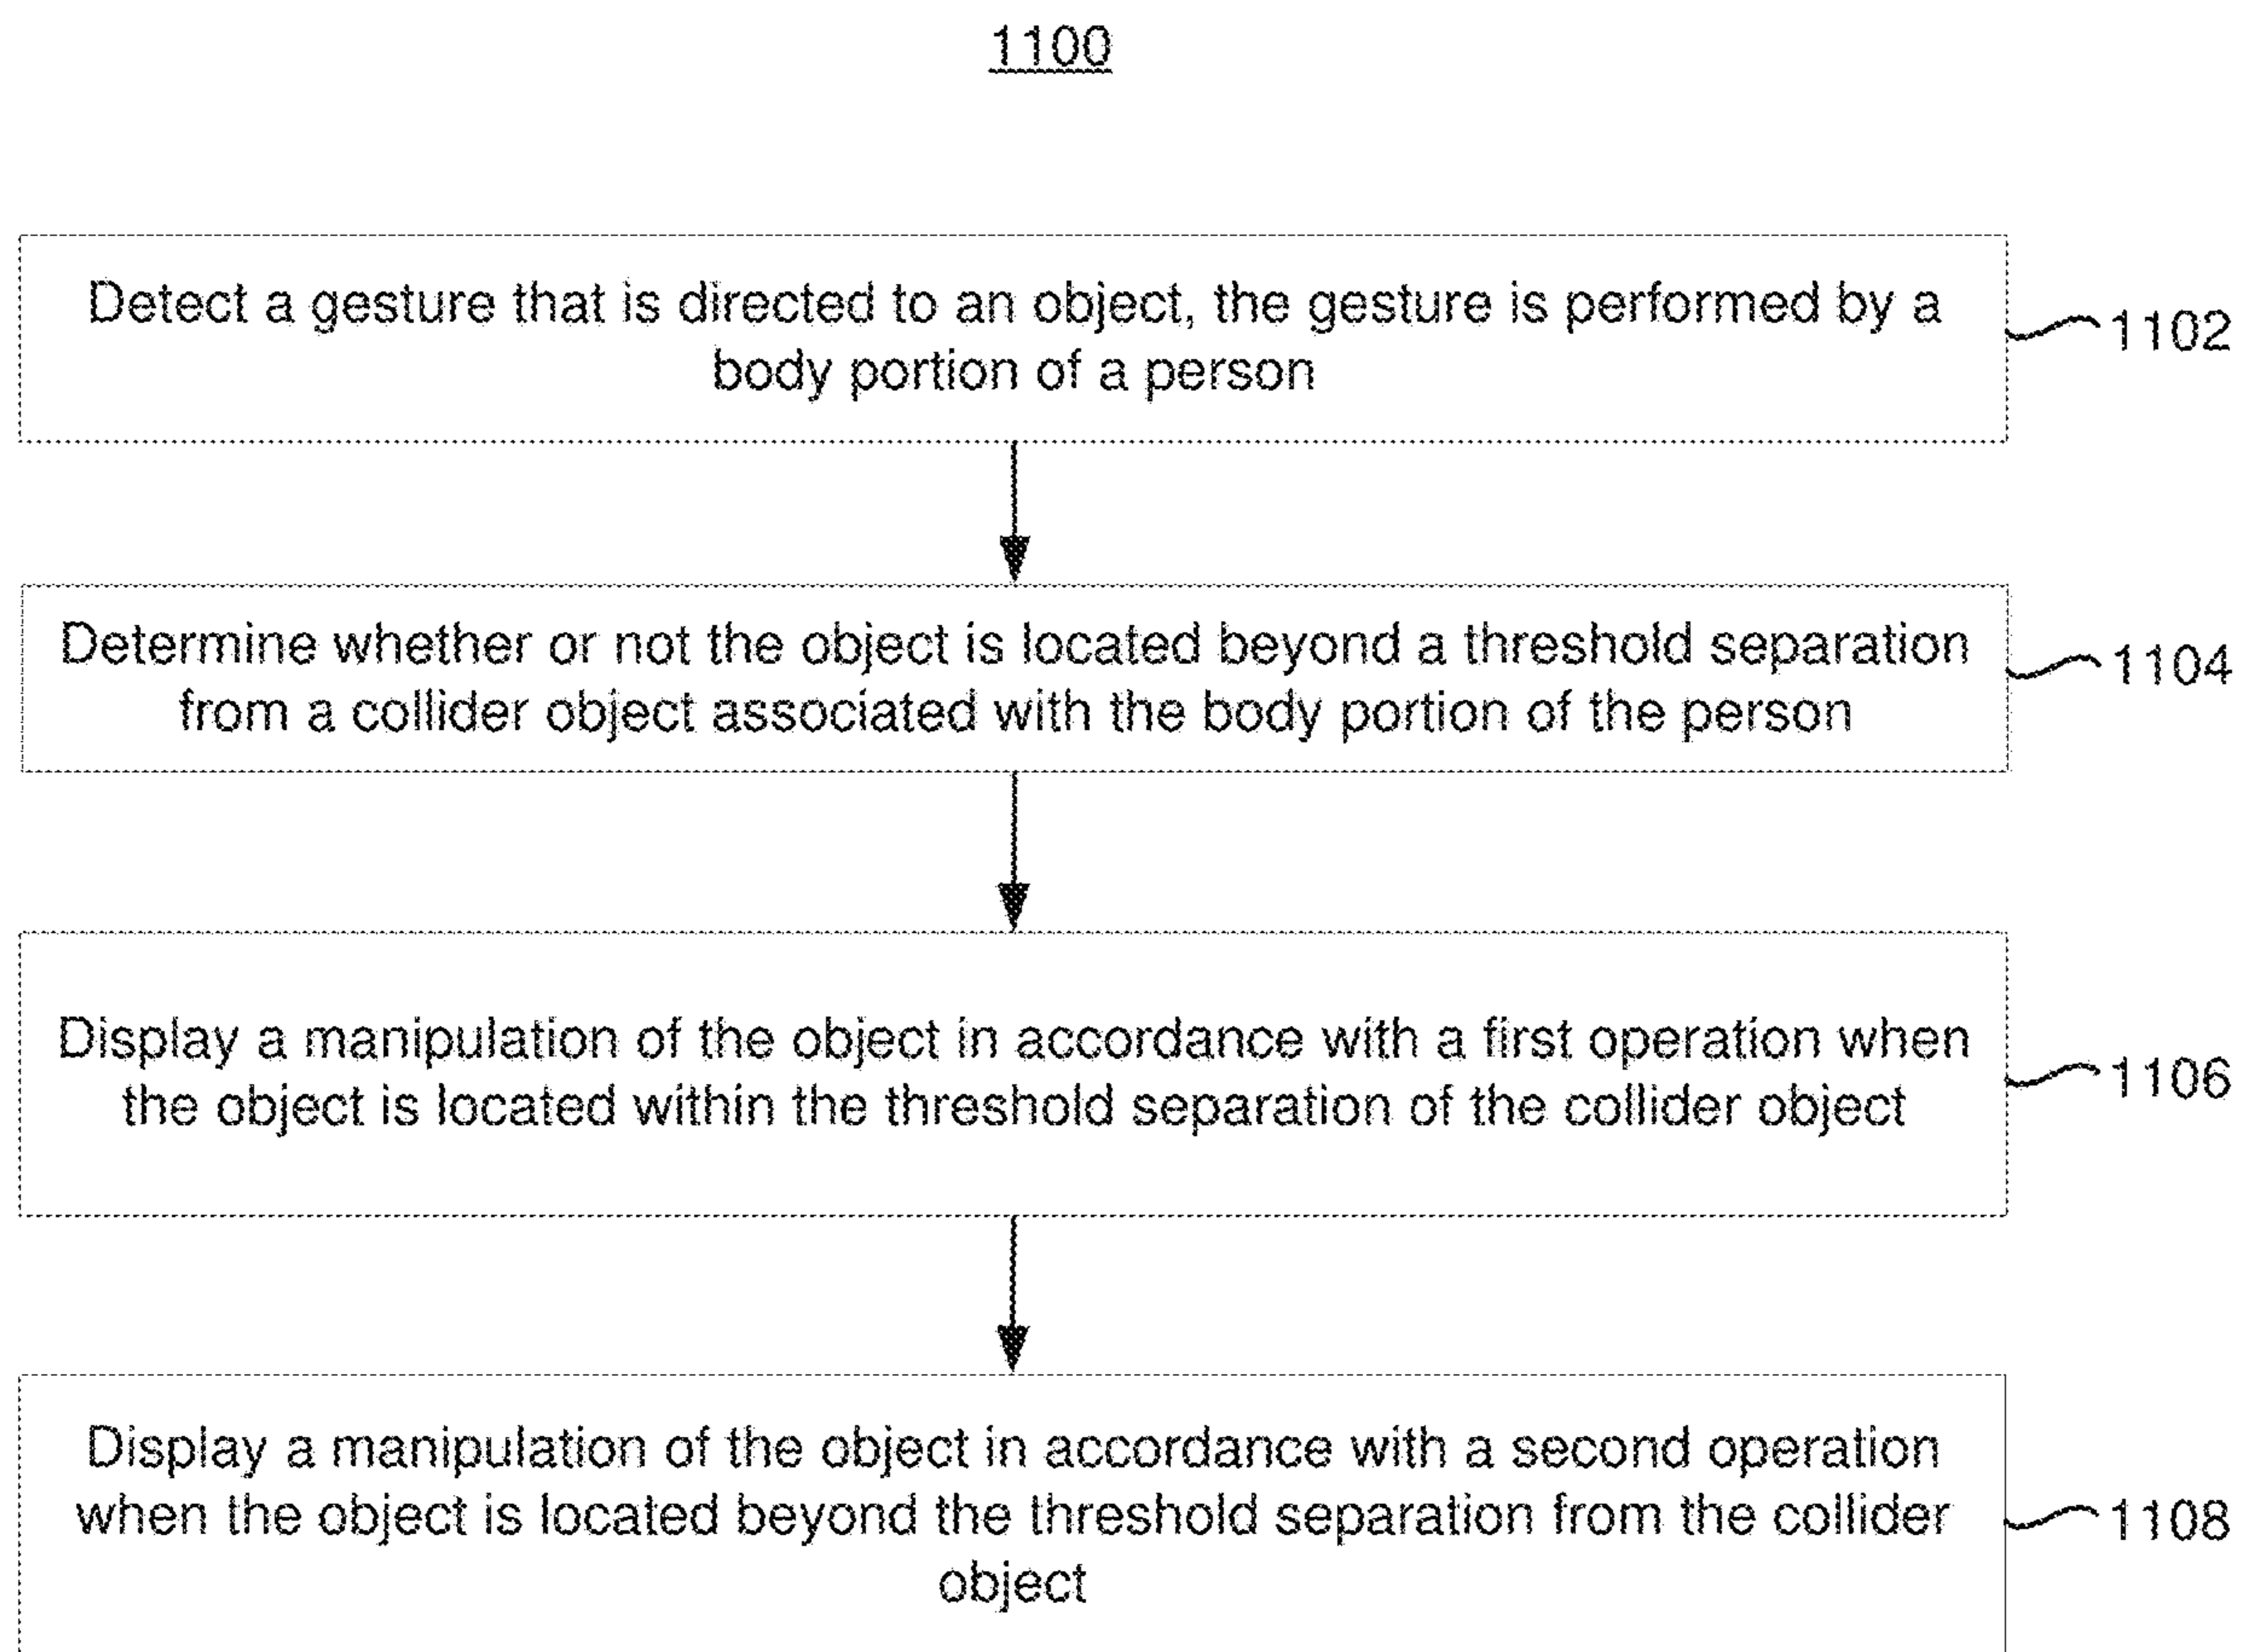 1100
Detect a gesture that is directed to an object, the gesture is performed by a
body portion of a person
1102
Determine whether or not the object is located beyond a threshold separation
from a collider object associated with the body portion of the person
1104
Display a manipulation of the object in accordance with a first operation when
the object is located within the threshold separation of the collider object
1106
Display a manipulation of the object in accordance with a second operation
when the object is located beyond the threshold separation from the collider
object
1108